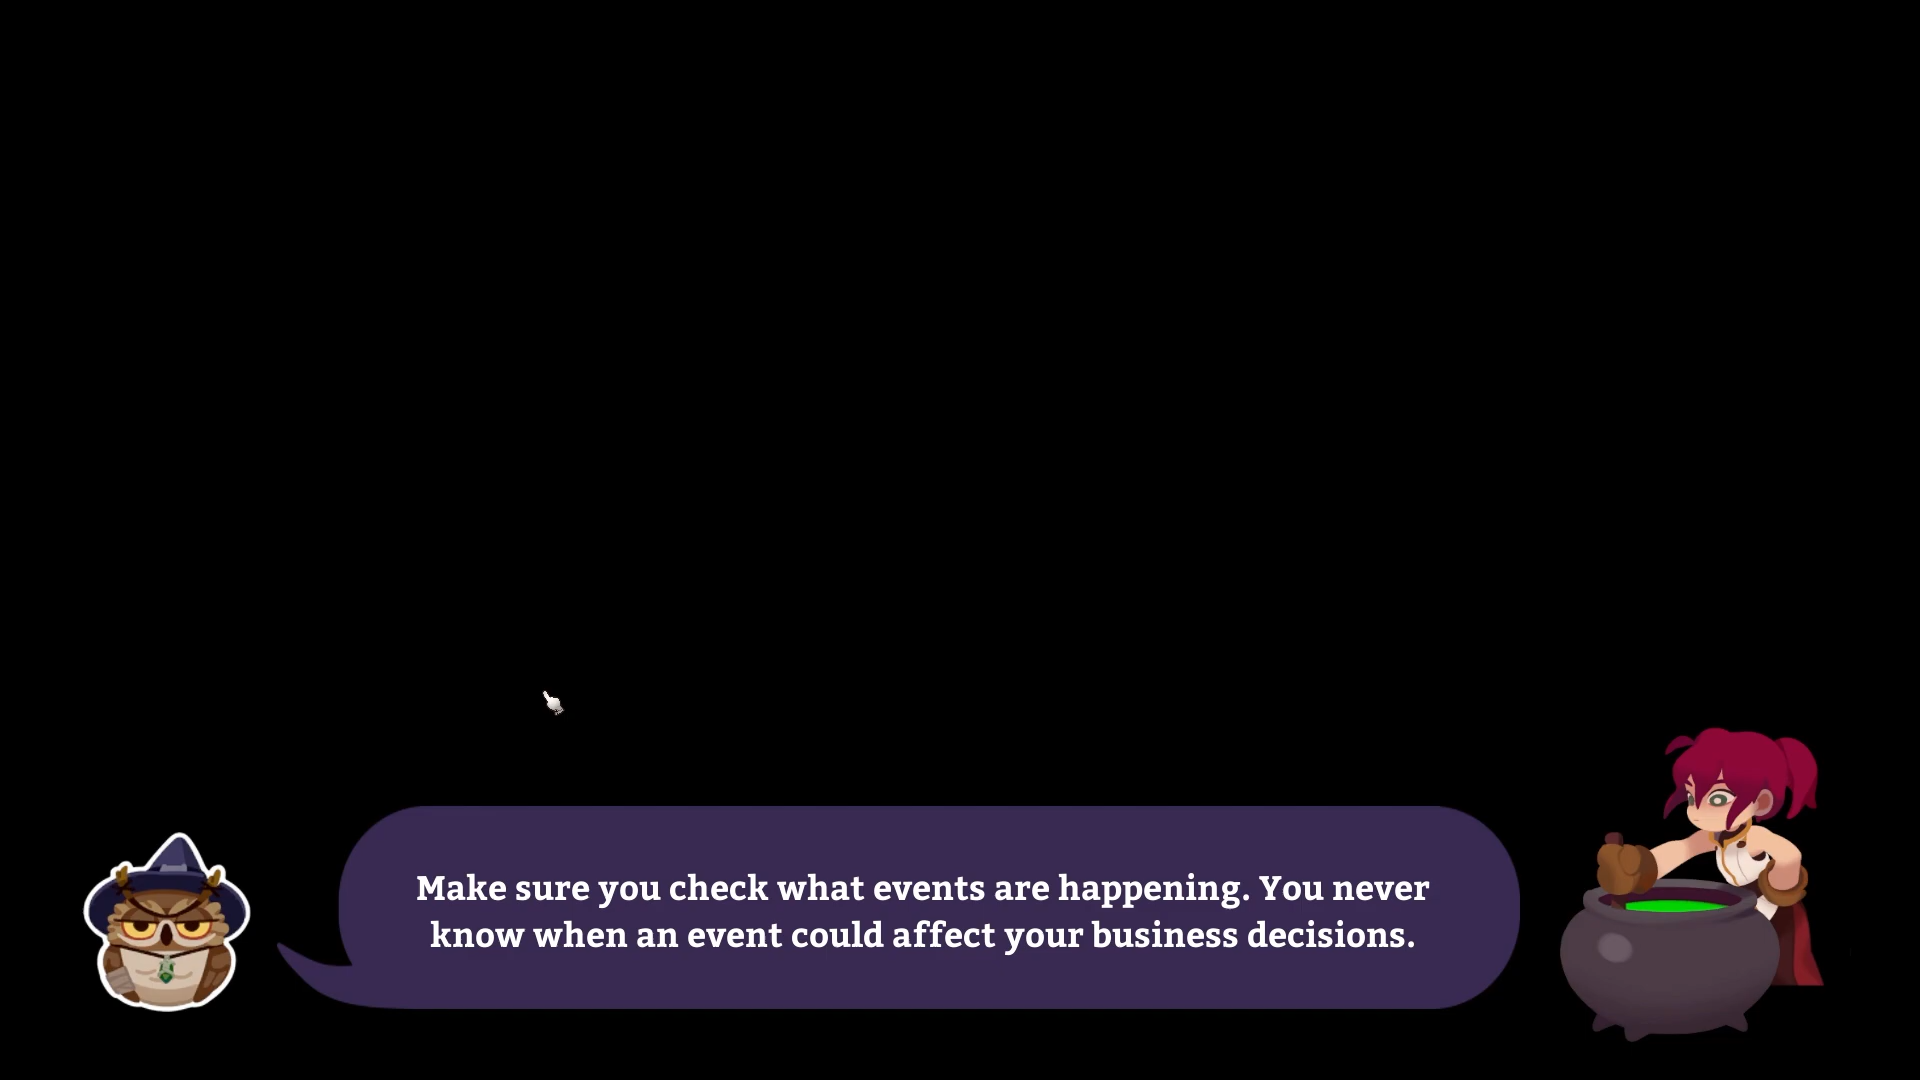 Make sure you check what events are happening. You never
know when an event could affect your business decisions.